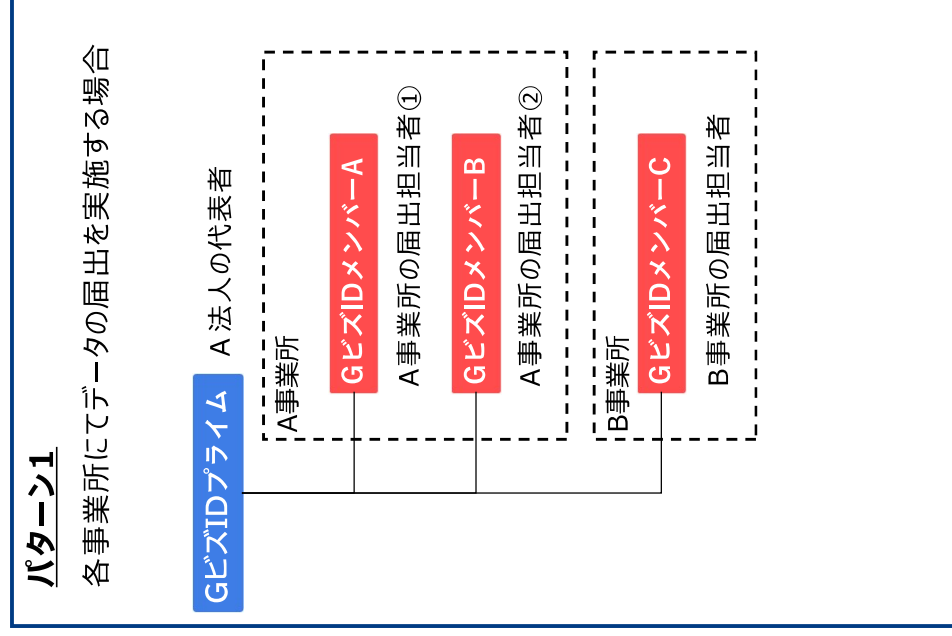 パターン1
各事業所にてデータの届出を実施する場合
GビズIDプライム
A法人の代表者
A事業所
GビズIDメンバーA
A事業所の届出担当者①
GビズIDメンバーB
A事業所の届出担当者②
B事業所
GビズIDメンバーC
B事業所の届出担当者